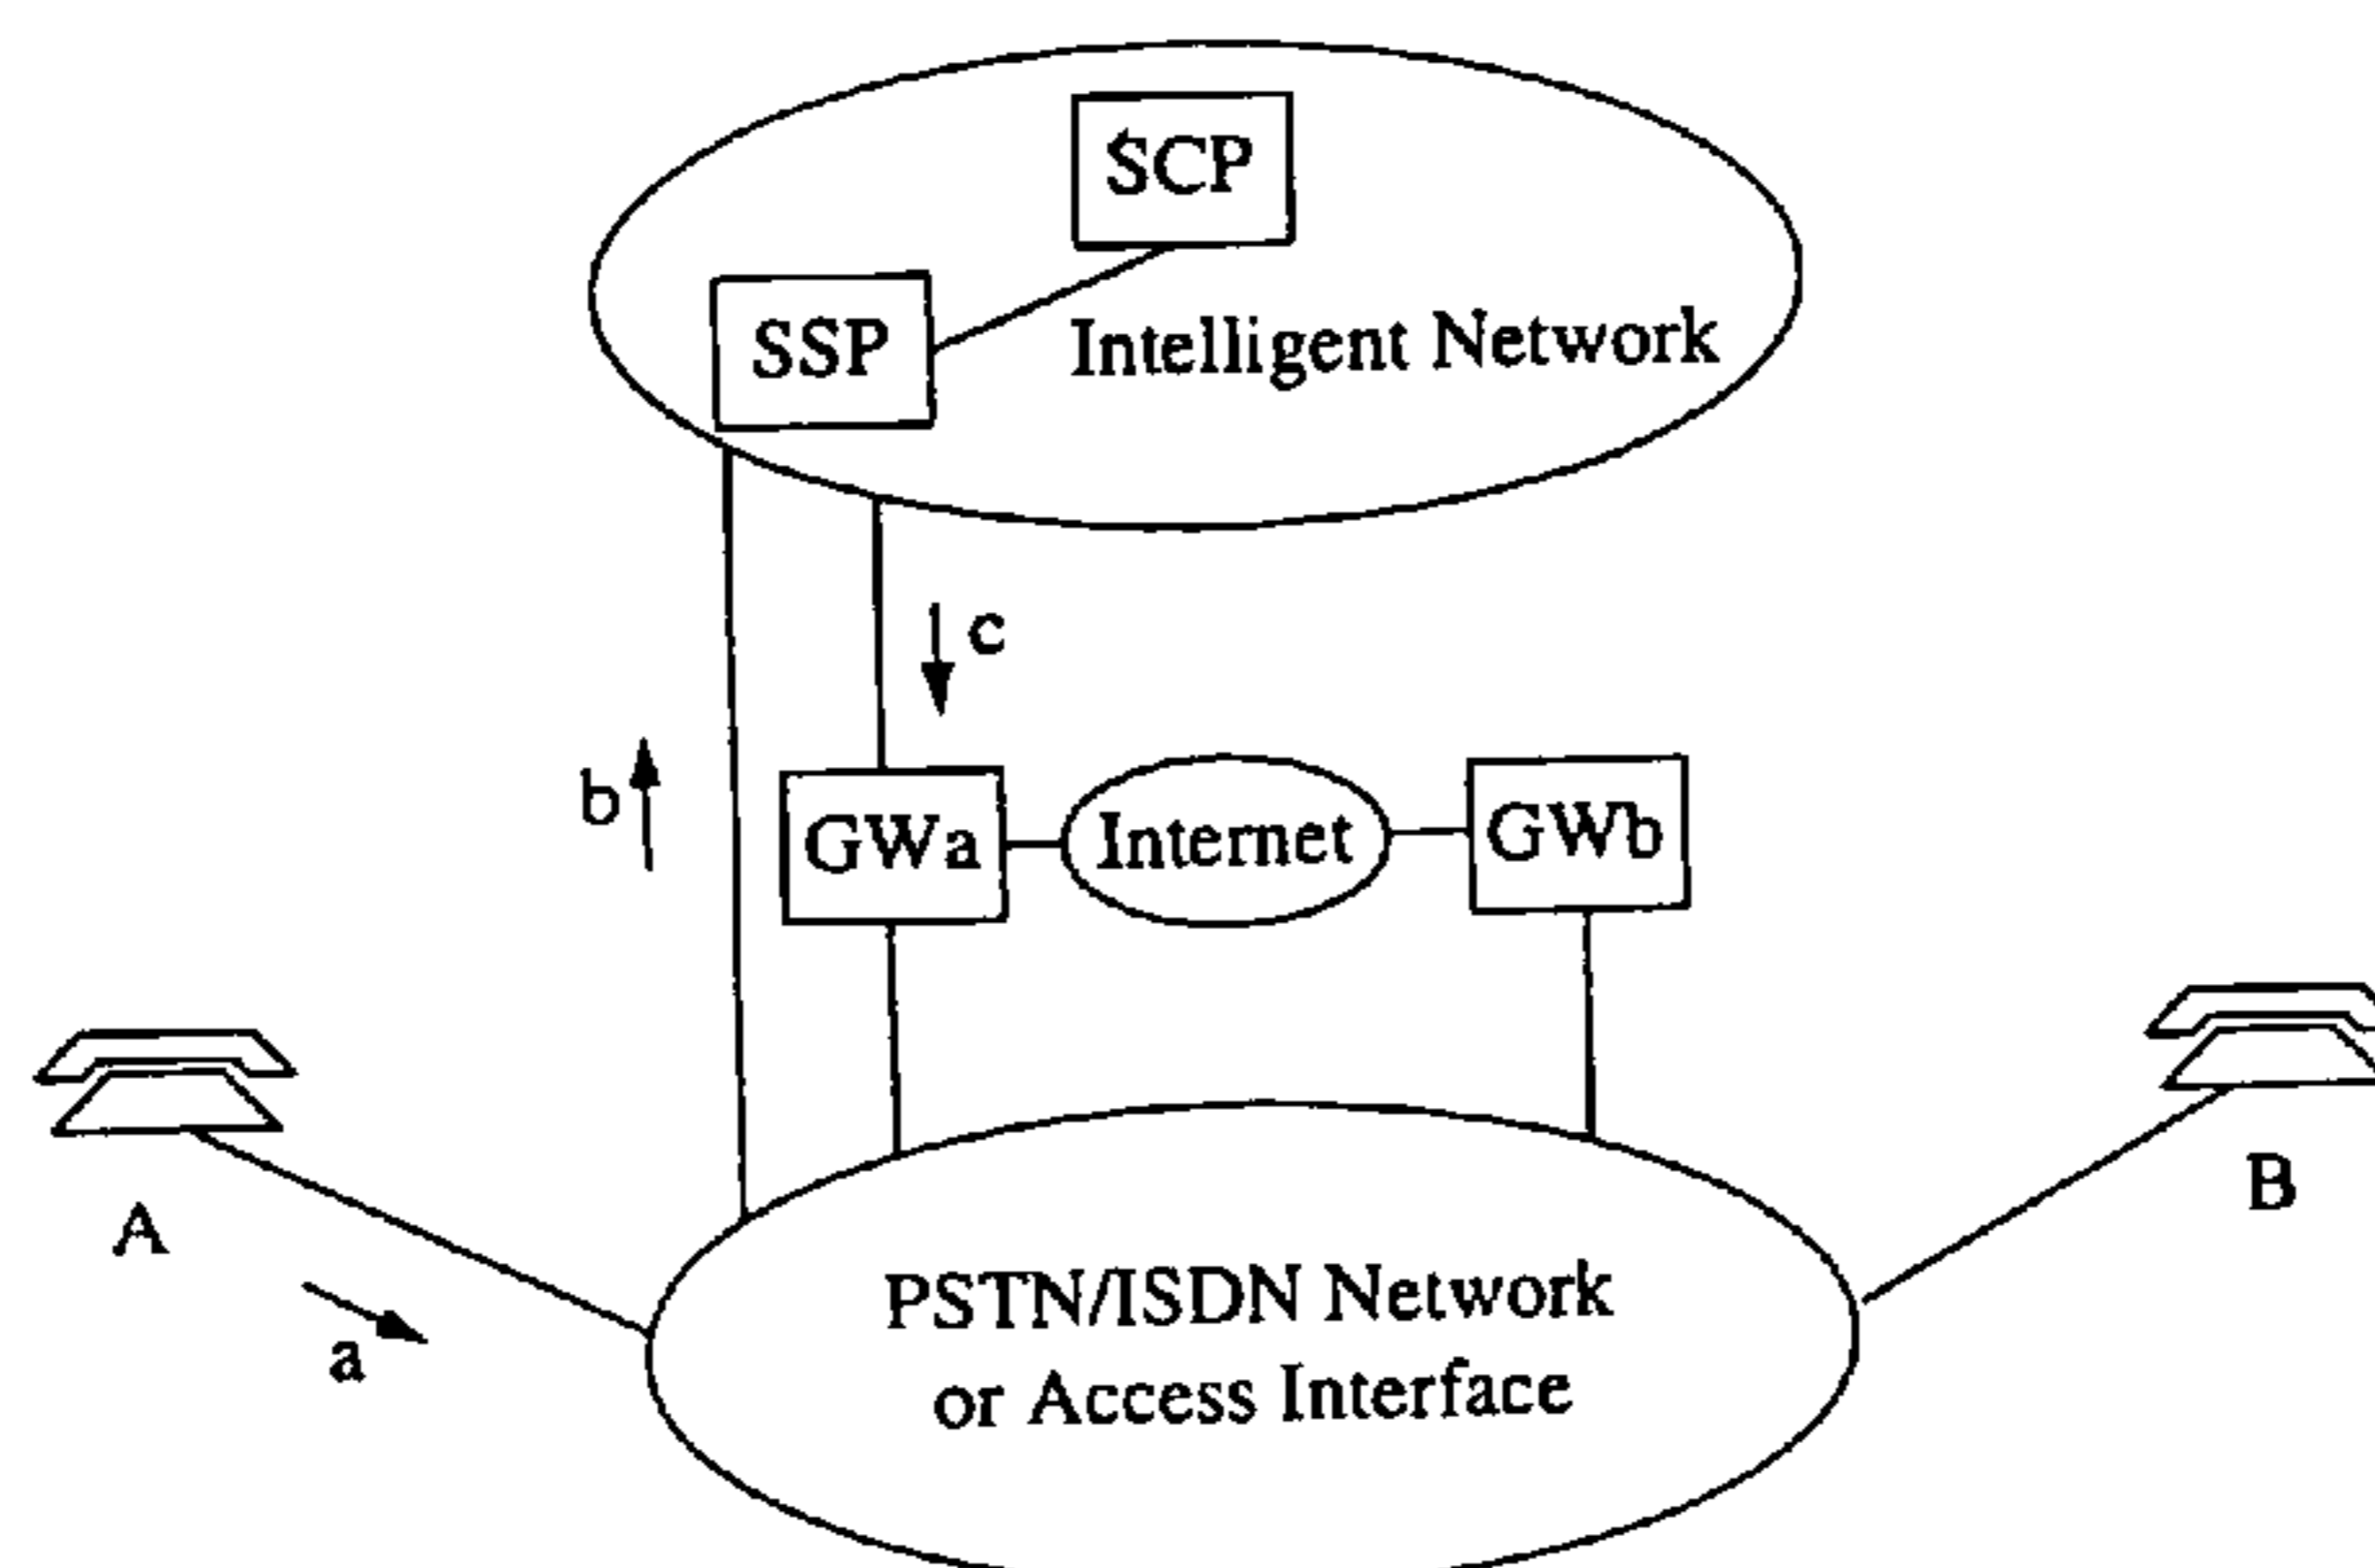 SCP
SSP
Intelligent Network
c
b
GWa
Internet
GWb
A
B
a
PSTN/ISDN Network
or Access Interface